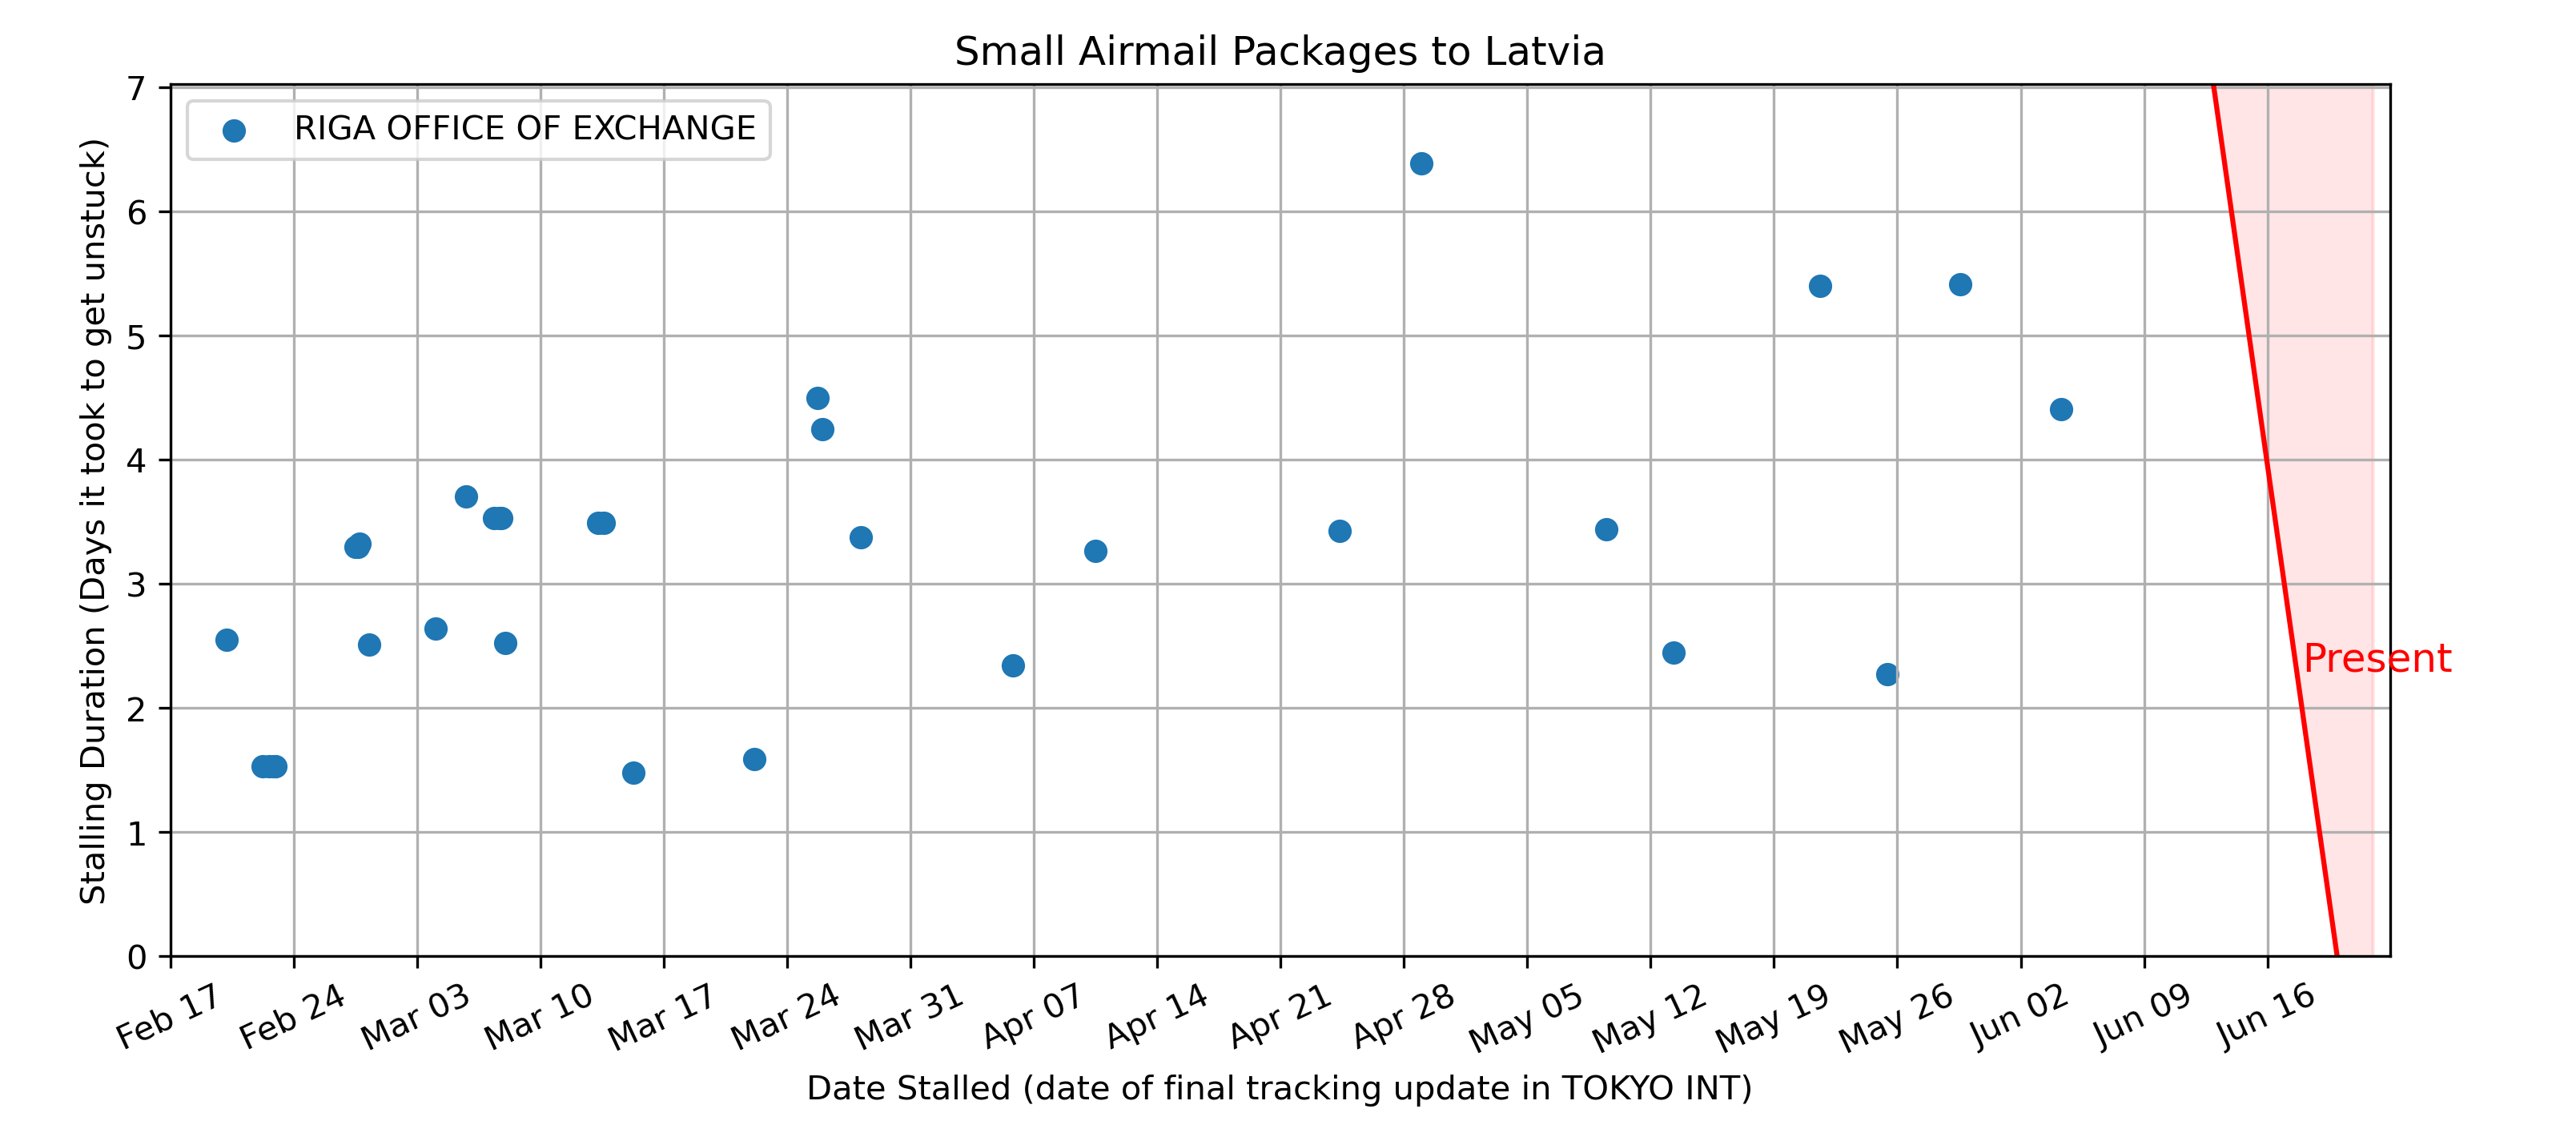 Small Airmail Packages to Latvia
RIGA OFFICE OF EXCHANGE
Stalling Duration (Days it took to get unstuck)
7
6
5
4
3
2
1
0
Present
Feb 17
Feb 24
Mar 03
Mar 10
Mar 17
Mar 24
Mar 31
Apr 07
Apr 14
Apr 21
Apr 28
May 05
May 12
May 19
May 26
Jun 02
Jun 09
Jun 16
Date Stalled (date of final tracking update in TOKYO INT)